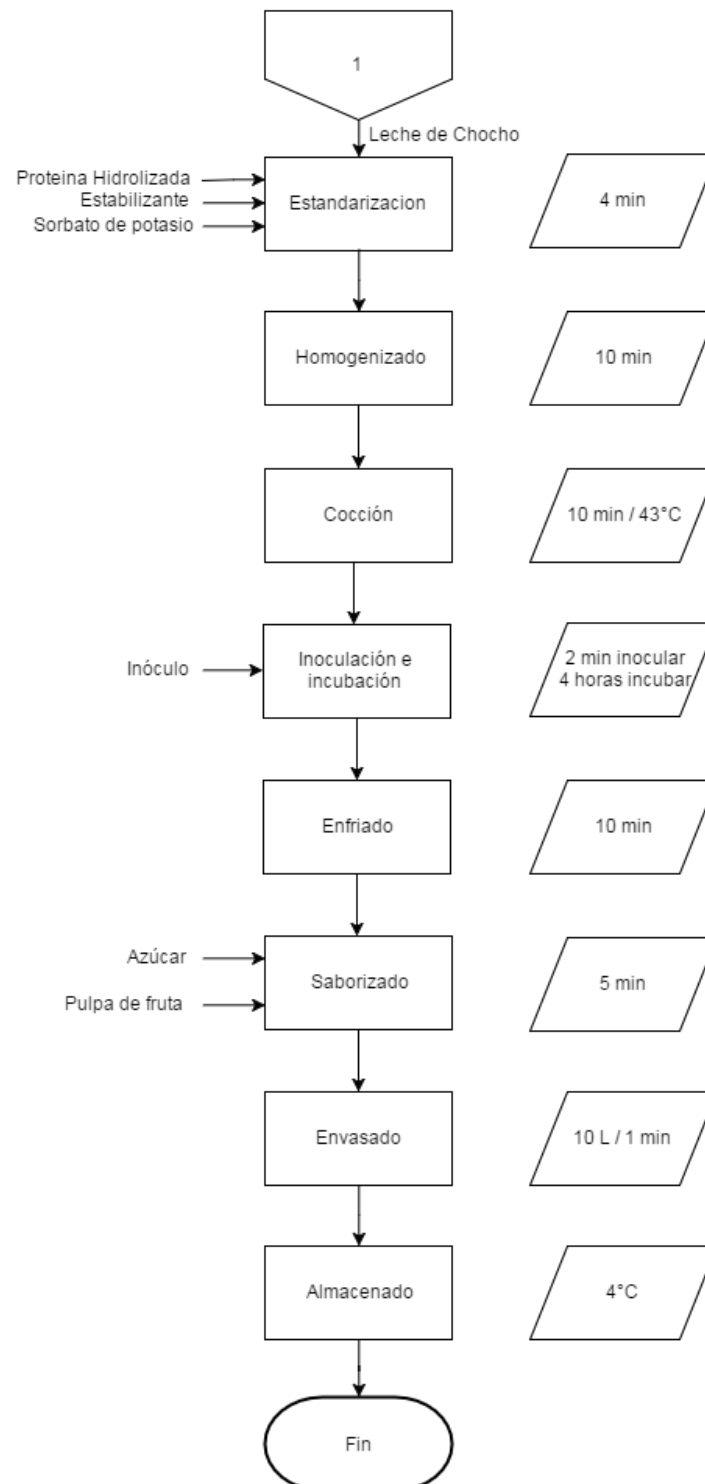 1
Leche de Chocho
Proteina Hidrolizada
Estabilizante
Sorbato de potasio
Estandarizacion
4 min
Homogenizado
10 min
Cocción
10 min / 43°C
Inóculo
Inoculación e
incubación
2 min inocular
4 horas incubar
Enfriado
10 min
Azúcar
Pulpa de fruta
Saborizado
5 min
Envasado
10 L / 1 min
Almacenado
4°C
Fin